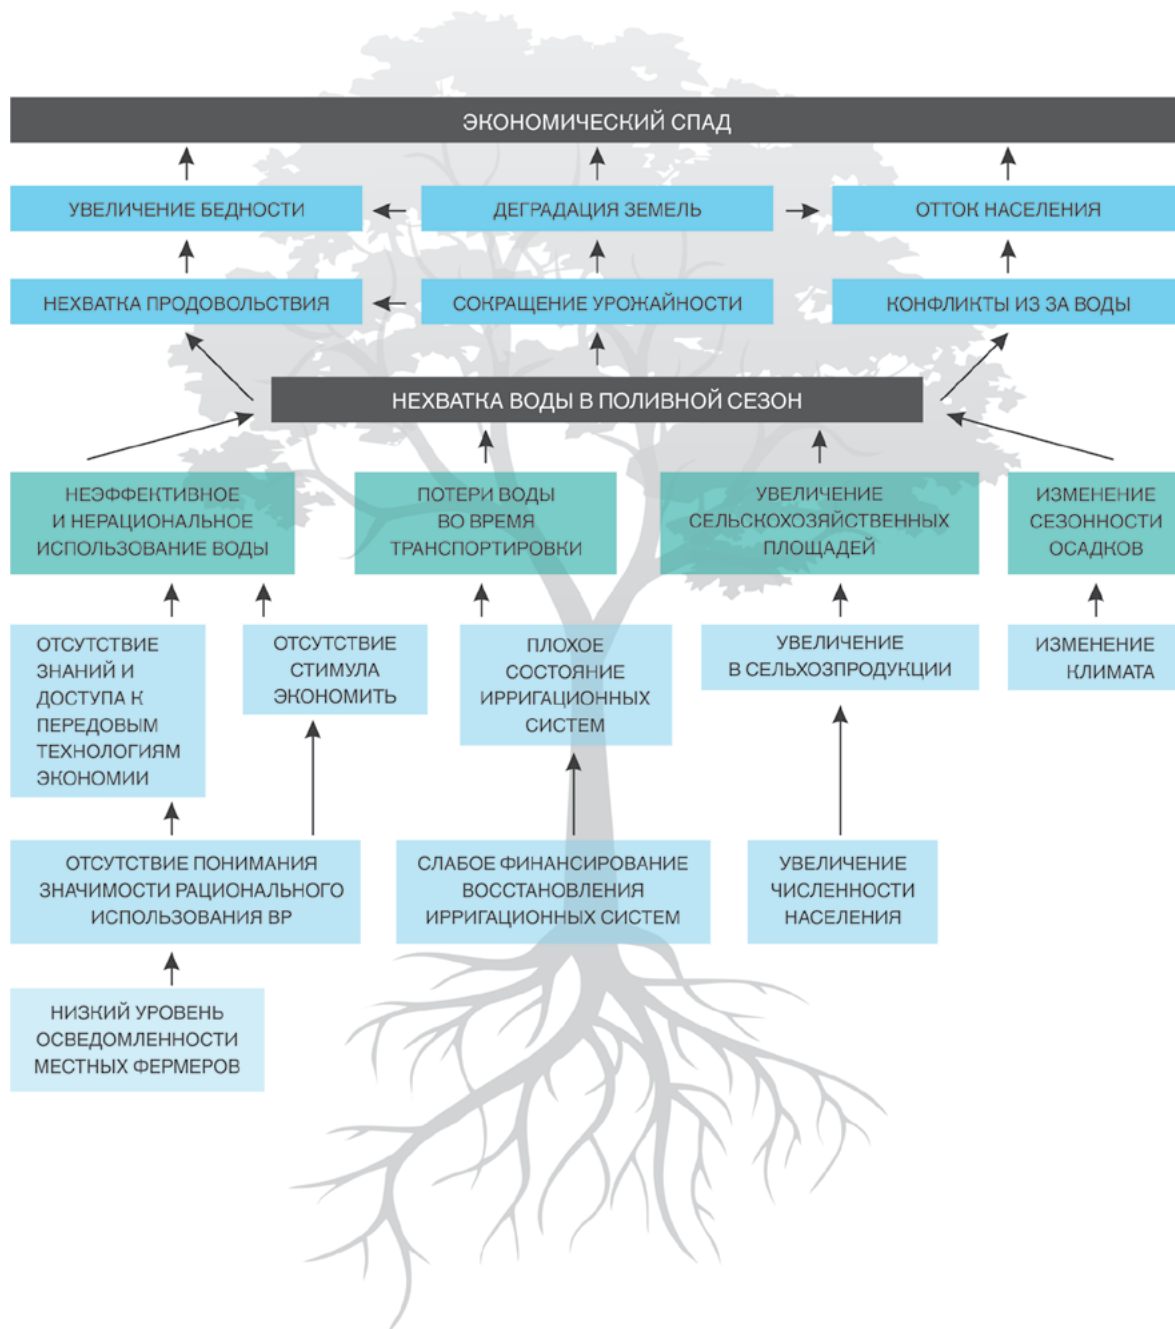 ЭКОНОМИЧЕСКИЙ СПАД
УВЕЛИЧЕНИЕ БЕДНОСТИ
ДЕГРАДАЦИЯ ЗЕМЕЛЬ
ОТТОК НАСЕЛЕНИЯ
НЕХВАТКА ПРОДОВОЛЬСТВИЯ
СОКРАЩЕНИЕ УРОЖАЙНОСТИ
КОНФЛИКТЫ ИЗ ЗА ВОДЫ
НЕХВАТКА ВОДЫ В ПОЛИВНОЙ СЕЗОН
НЕЭФФЕКТИВНОЕ
И НЕРАЦИОНАЛЬНОЕ
ИСПОЛЬЗОВАНИЕ ВОДЫ
ПОТЕРИ ВОДЫ
ВО ВРЕМЯ
ТРАНСПОРТИРОВКИ
УВЕЛИЧЕНИЕ
СЕЛЬСКОХОЗЯЙСТВЕННЫХ
ПЛОЩАДЕЙ
ИЗМЕНЕНИЕ
СЕЗОННОСТИ
ОСАДКОВ
ОТСУТСТВИЕ
ЗНАНИЙ И
ДОСТУПА К
ПЕРЕДОВЫМ
ТЕХНОЛОГИЯМ
ЭКОНОМИИ
ОТСУТСТВИЕ
СТИМУЛА
ЭКОНОМИТЬ
ПЛОХОЕ
СОСТОЯНИЕ
ИРРИГАЦИОННЫХ
СИСТЕМ
УВЕЛИЧЕНИЕ
В СЕЛЬХОЗПРОДУКЦИИ
ИЗМЕНЕНИЕ
КЛИМАТА
ОТСУТСТВИЕ ПОНИМАНИЯ
ЗНАЧИМОСТИ РАЦИОНАЛЬНОГО
ИСПОЛЬЗОВАНИЯ ВР
СЛАБОЕ ФИНАНСИРОВАНИЕ
ВОССТАНОВЛЕНИЯ
ИРРИГАЦИОННЫХ СИСТЕМ
УВЕЛИЧЕНИЕ
ЧИСЛЕННОСТИ
НАСЕЛЕНИЯ
НИЗКИЙ УРОВЕНЬ
ОСВЕДОМЛЕННОСТИ
МЕСТНЫХ ФЕРМЕРОВ